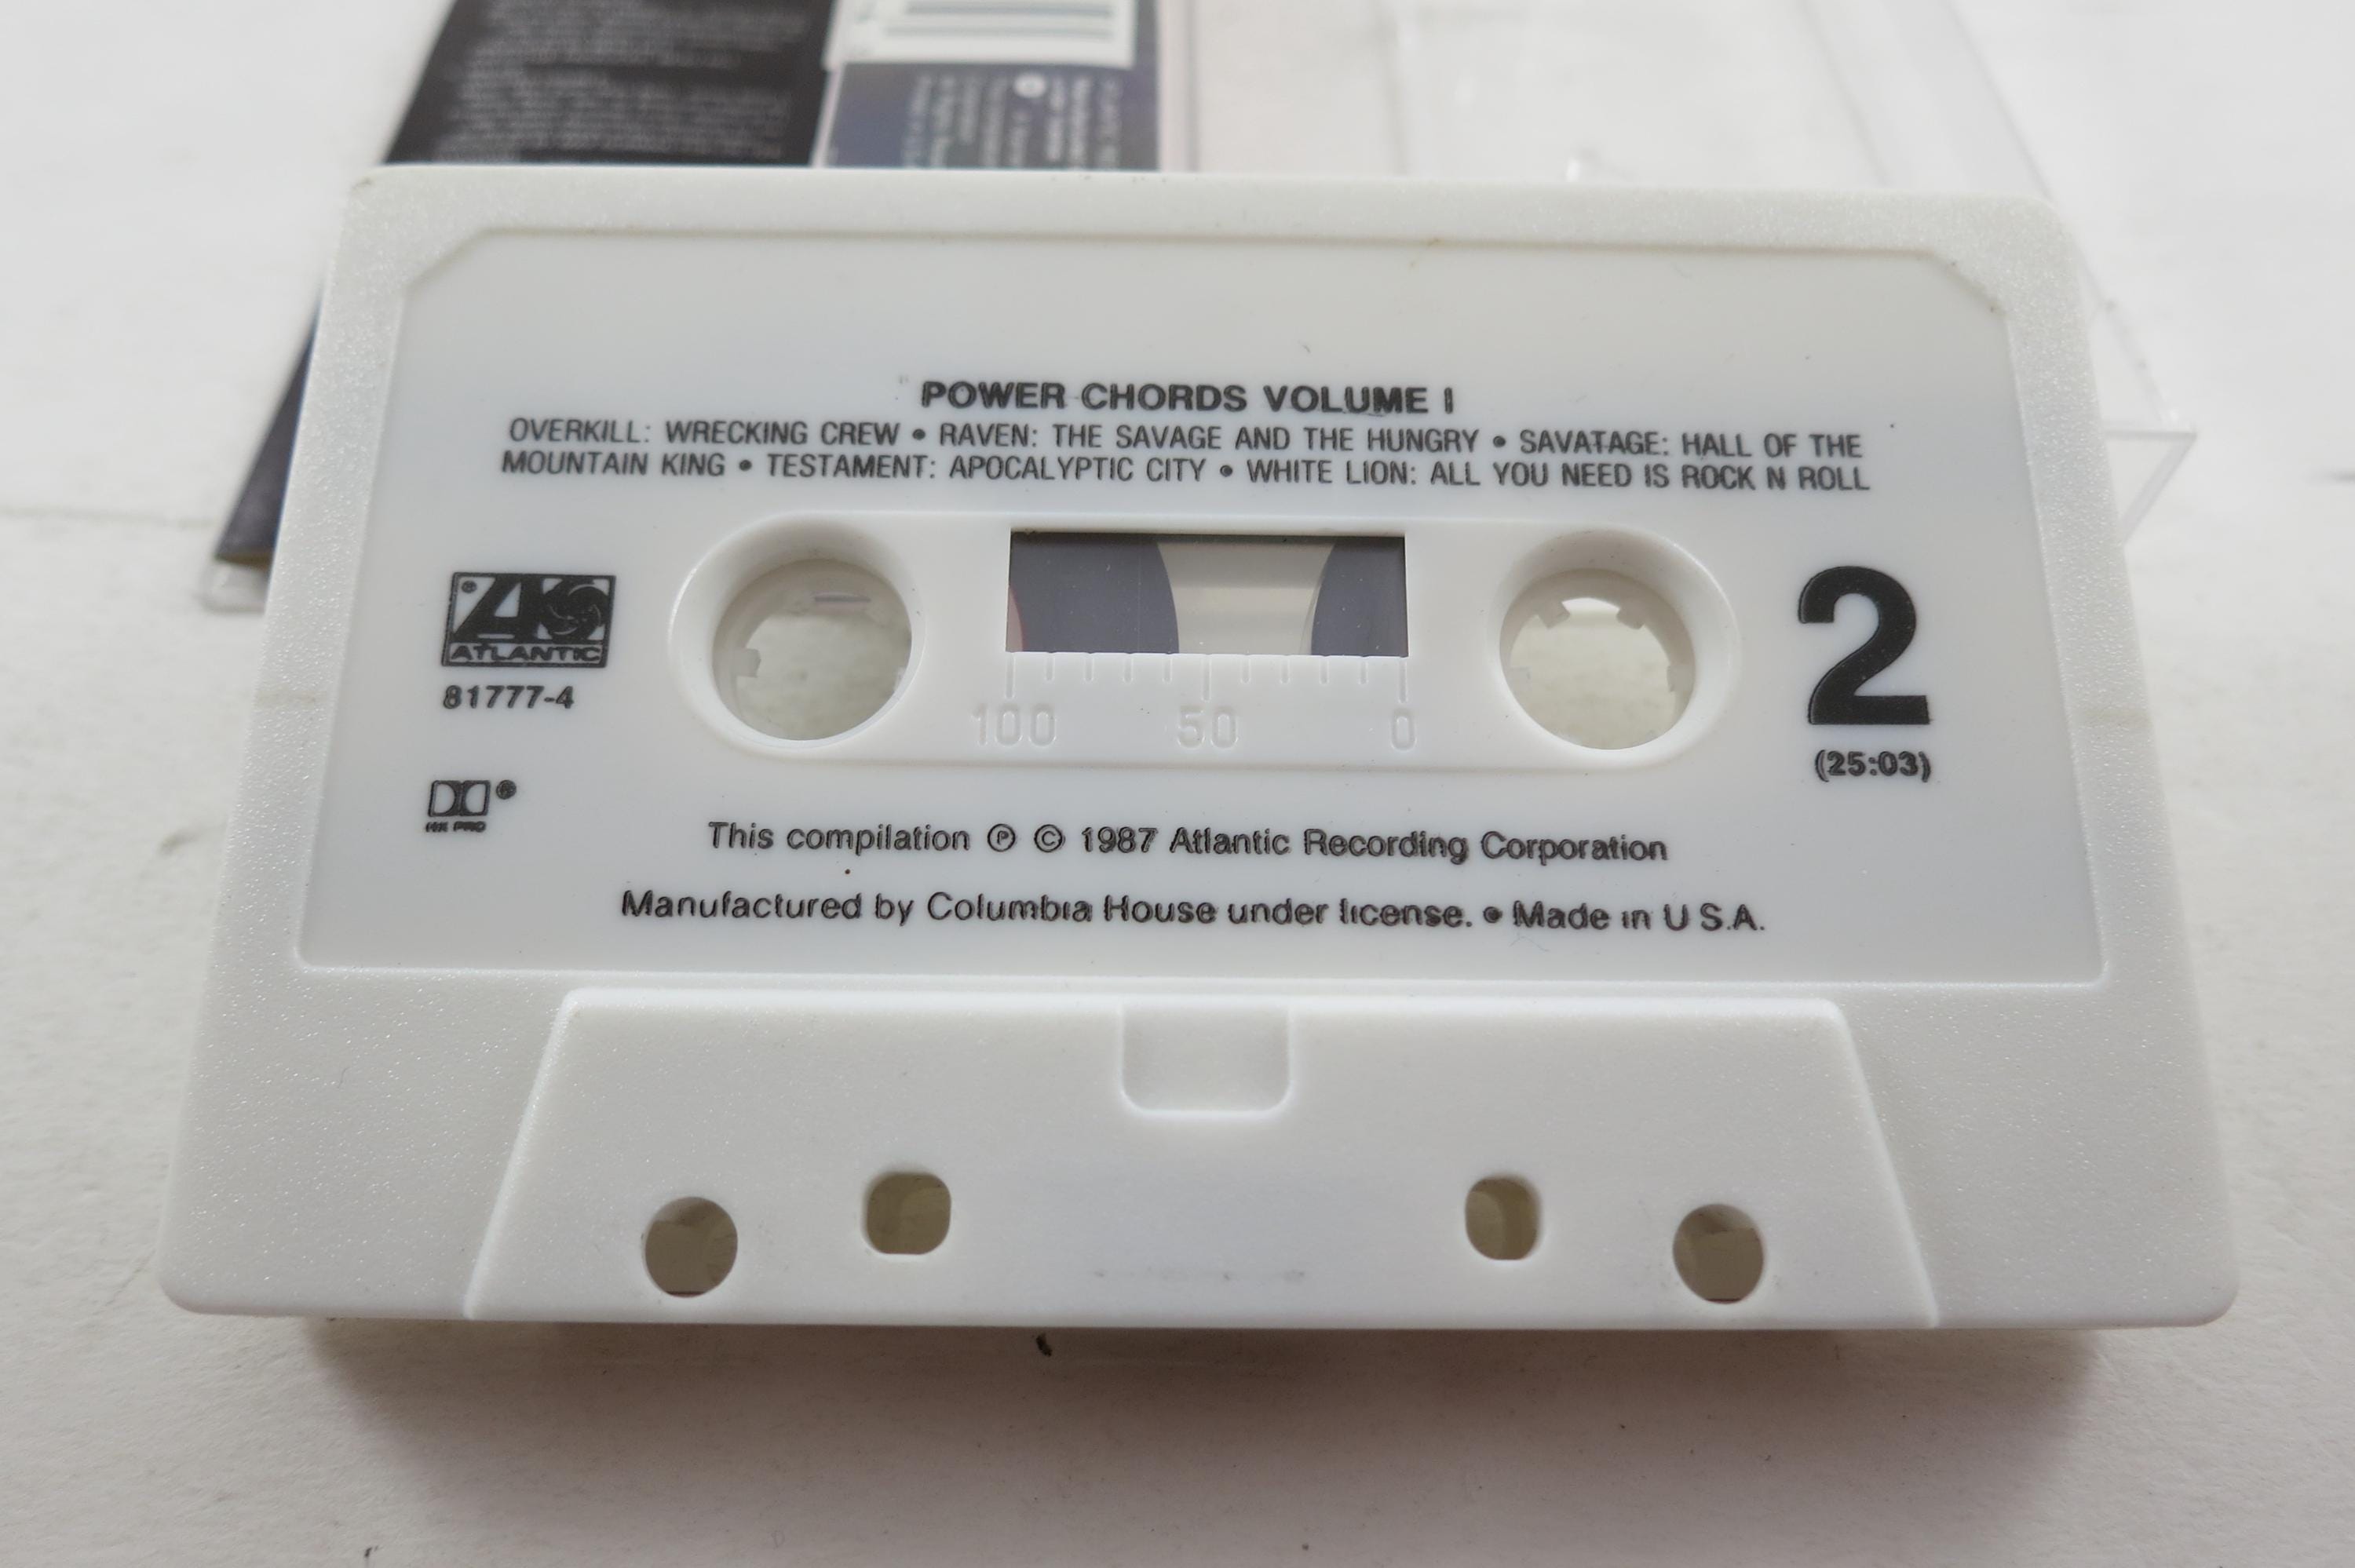 POWER CHORDS VOLUME I
OVERKILL: WRECKING CREW • RAVEN: THE SAVAGE AND THE HUNGRY • SAVATAGE: HALL OF THE
MOUNTAIN KING • TESTAMENT: APOCALYPTIC CITY • WHITE LION: ALL YOU NEED IS ROCK N ROLL
ATLANTIC
81777-4
2
(25:03)
100 50 0
HX PRO
This compilation ℗ © 1987 Atlantic Recording Corporation
Manufactured by Columbia House under license. • Made in U S.A.